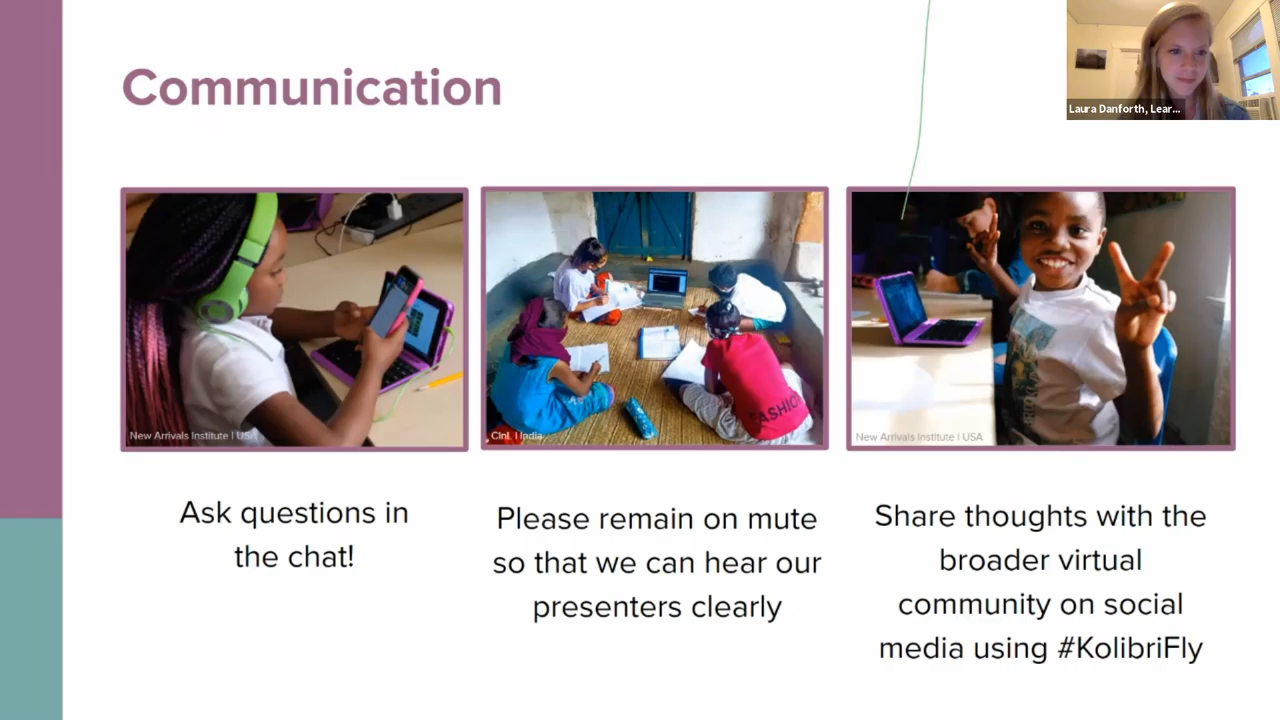 Communication
Laura Danforth, Lear...
New Arrivals Institute | USA
CInI. | India
FASHIO
New Arrivals Institute | USA
Ask questions in
the chat!
Please remain on mute
so that we can hear our
presenters clearly
Share thoughts with the
broader virtual
community on social
media using #KolibriFly